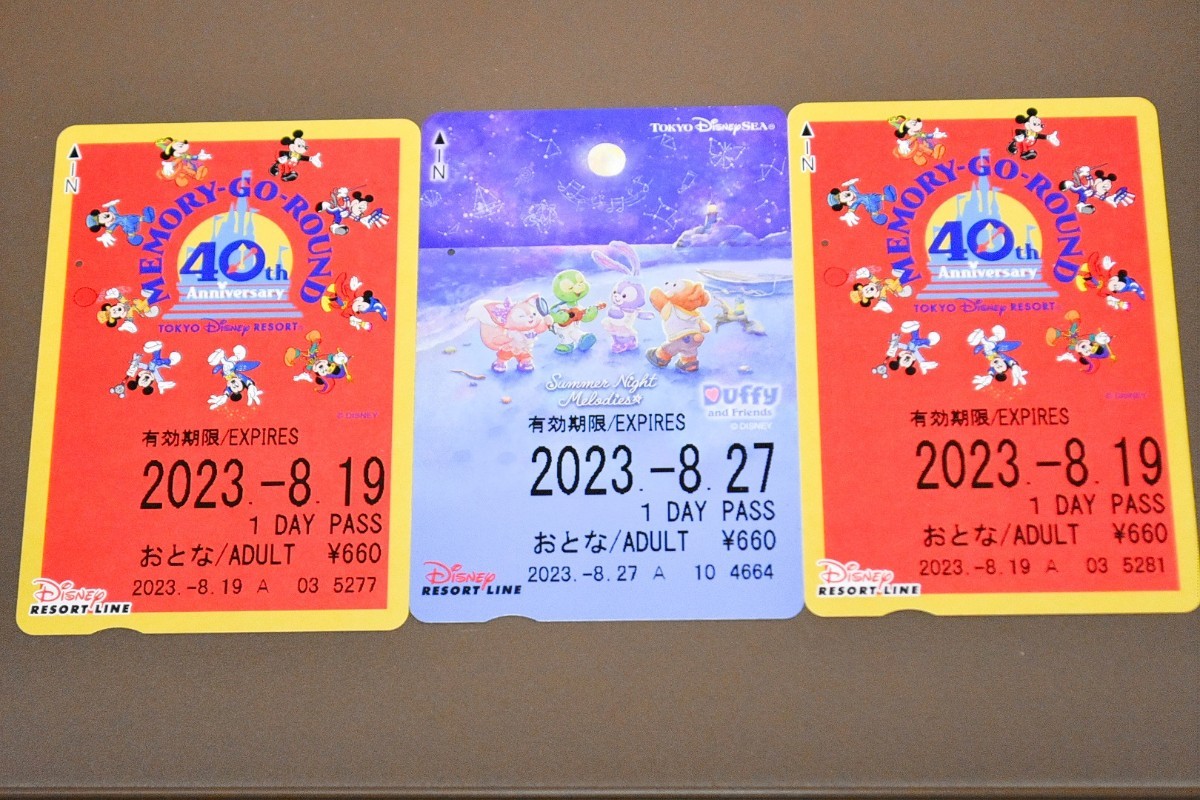 IN
MEMORY-GO-ROUND
40th
Anniversary
TOKYO Disney RESORT
© DISNEY
有効期限/EXPIRES
2023.-8.19
1 DAY PASS
おとな/ADULT ¥660
2023.-8.19 A 03 5277
Disney
RESORT LINE
IN
TOKYO DisneySEA®
Summer Night
Melodies
Duffy
and Friends
© DISNEY
有効期限/EXPIRES
2023.-8.27
1 DAY PASS
おとな/ADULT ¥660
2023.-8.27 A 10 4664
Disney
RESORT LINE
IN
MEMORY-GO-ROUND
40th
Anniversary
TOKYO Disney RESORT
© DISNEY
有効期限/EXPIRES
2023.-8.19
1 DAY PASS
おとな/ADULT ¥660
2023.-8.19 A 03 5281
Disney
RESORT LINE